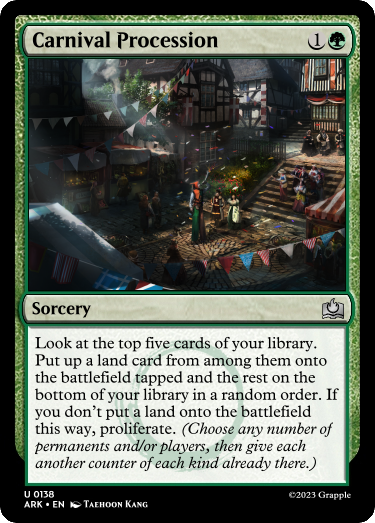 Carnival Procession 1
Sorcery
Look at the top five cards of your library.
Put up a land card from among them onto
the battlefield tapped and the rest on the
bottom of your library in a random order. If
you don't put a land onto the battlefield
this way, proliferate. (Choose any number of
permanents and/or players, then give each
another counter of each kind already there.)
U 0138
ARK • EN Taehoon Kang
©2023 Grapple